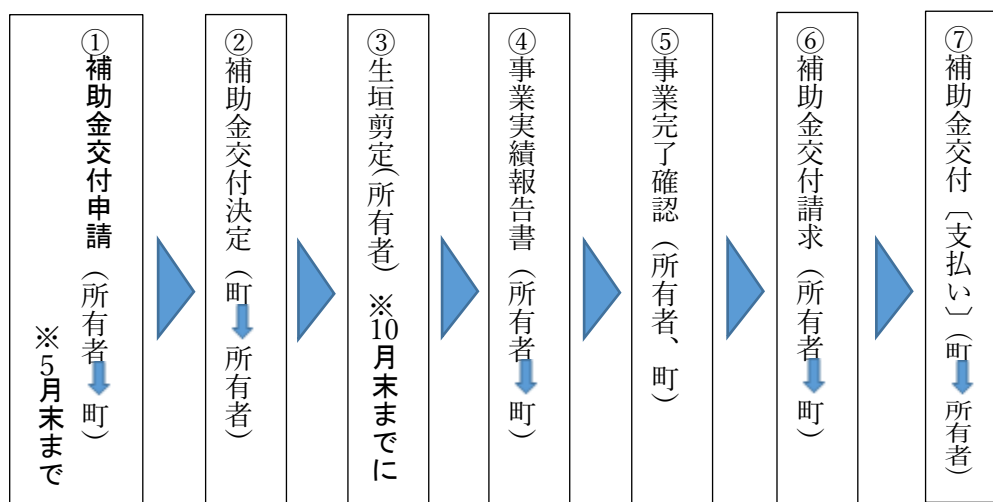 ①補助金交付申請（所有者➡町）
※5月末まで
②補助金交付決定（町➡所有者）
③生垣剪定（所有者）※10月末までに
④事業実績報告書（所有者➡町）
⑤事業完了確認（所有者、町）
⑥補助金交付請求（所有者➡町）
⑦補助金交付〔支払い〕（町➡所有者）